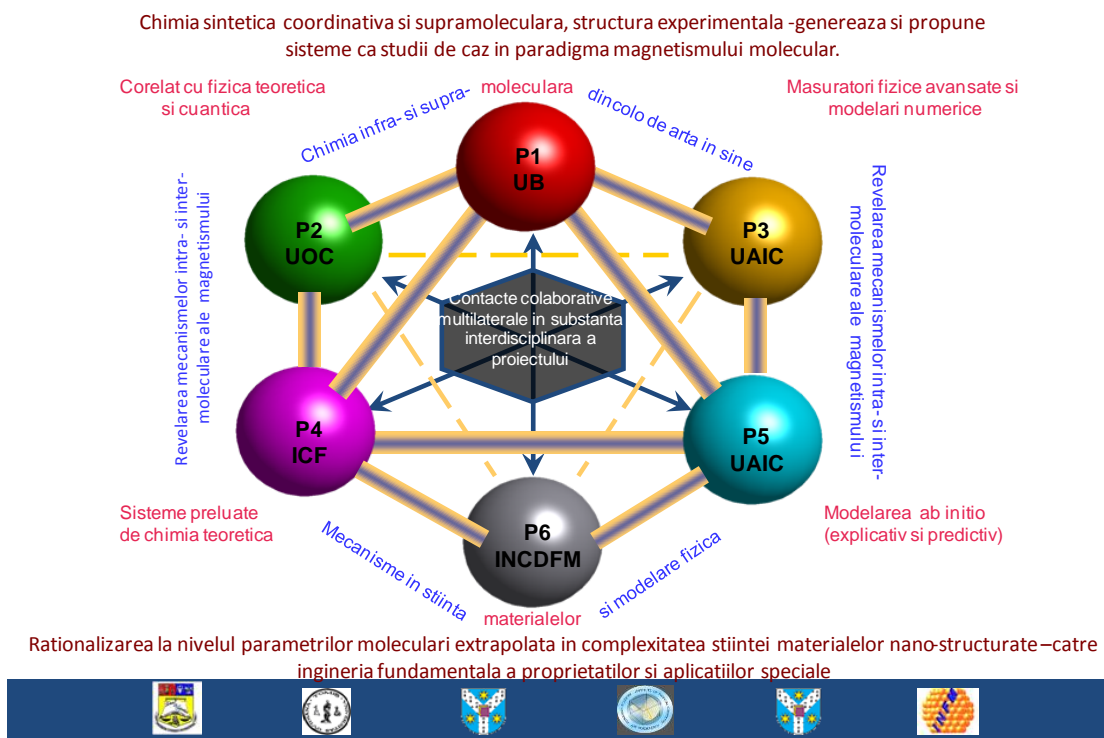 Chimia sintetica coordinativa si supramoleculara, structura experimentala -genereaza si propune
sisteme ca studii de caz in paradigma magnetismului molecular.
Corelat cu fizica teoretica
si cuantica
Chimia infra- si supra-
moleculara
dincolo de arta in sine
Masuratori fizice avansate si
modelari numerice
P1
UB
P2
UOC
P3
UAIC
Revelarea mecanismelor intra- si inter-
moleculare ale magnetismului
Contacte colaborative
multilaterale in substanta
interdisciplinara a
proiectului
Revelarea mecanismelor intra- si inter-
moleculare ale magnetismului
P4
ICF
P5
UAIC
P6
INCDFM
Sisteme preluate
de chimia teoretica
Mecanisme in stiinta
materialelor
si modelare fizica
Modelarea ab initio
(explicativ si predictiv)
Rationalizarea la nivelul parametrilor moleculari extrapolata in complexitatea stiintei materialelor nano-structurate –catre
ingineria fundamentala a proprietatilor si aplicatiilor speciale
INFM